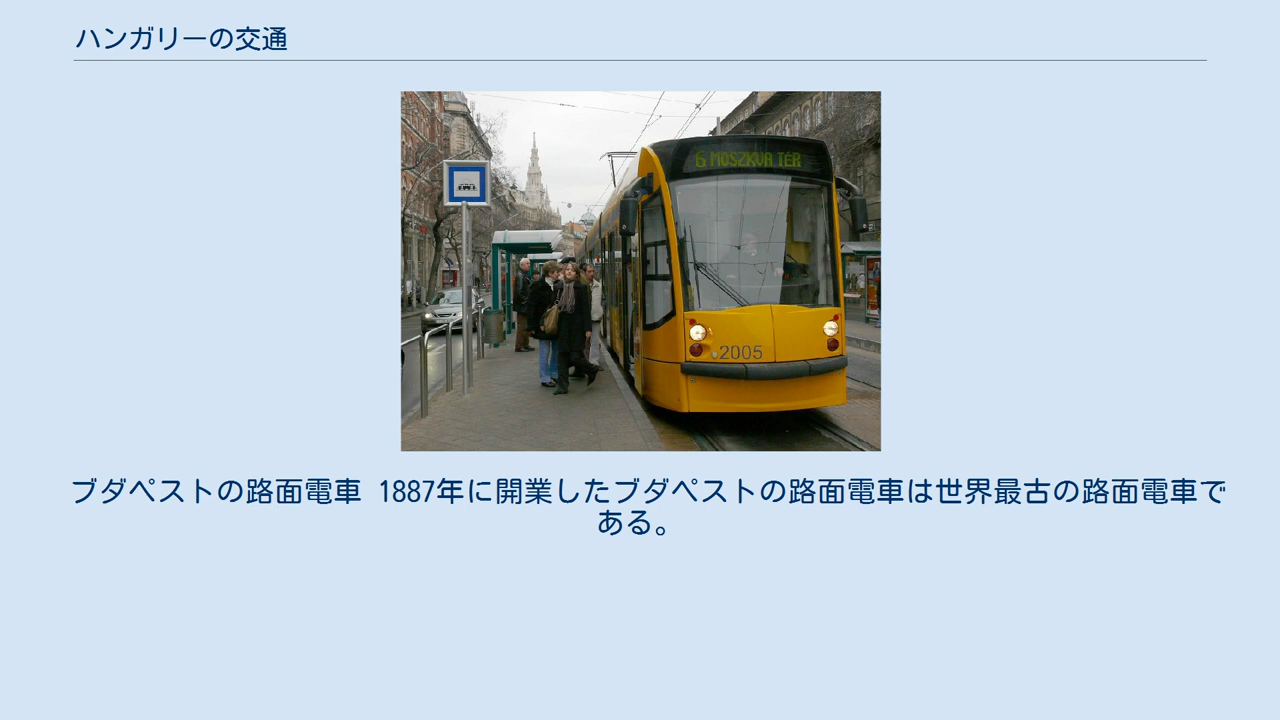 ハンガリーの交通
6 MOSZKVA TÉR
2005
ブダペストの路面電車 1887年に開業したブダペストの路面電車は世界最古の路面電車で
ある。